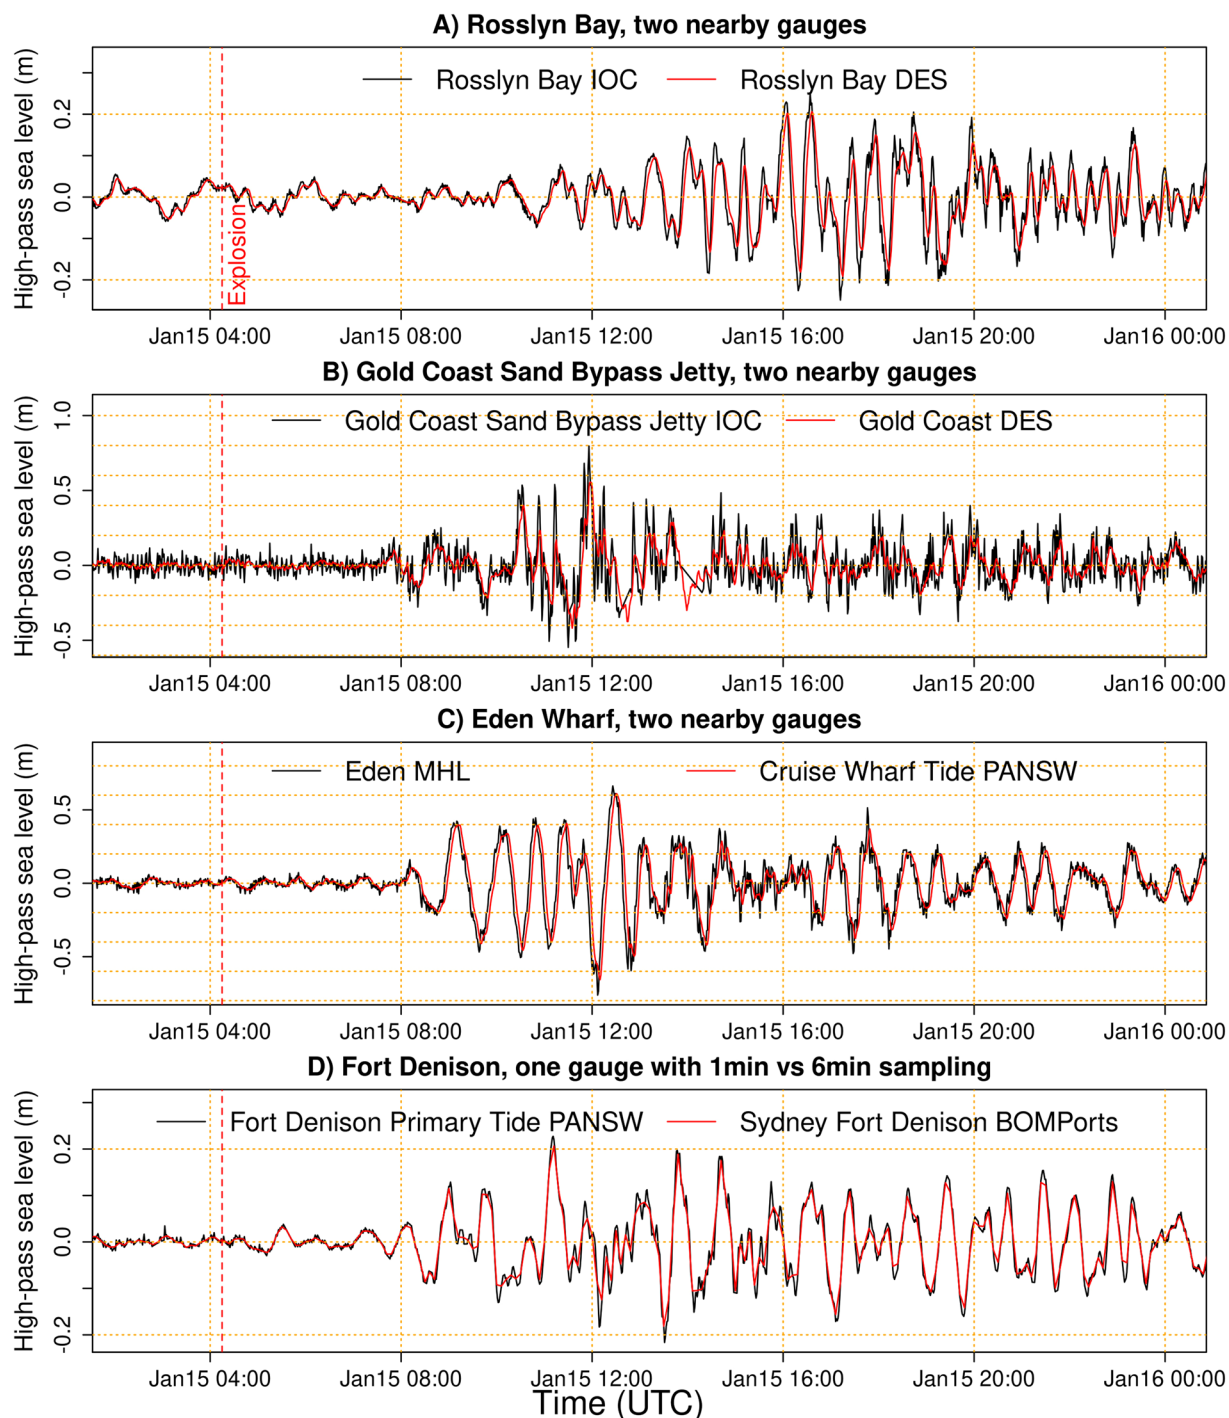 A) Rosslyn Bay, two nearby gauges
High-pass sea level (m)
0.2
0.0
-0.2
Rosslyn Bay IOC
Rosslyn Bay DES
Explosion
Jan15 04:00
Jan15 08:00
Jan15 12:00
Jan15 16:00
Jan15 20:00
Jan16 00:00
B) Gold Coast Sand Bypass Jetty, two nearby gauges
High-pass sea level (m)
1.0
0.5
0.0
-0.5
Gold Coast Sand Bypass Jetty IOC
Gold Coast DES
Jan15 04:00
Jan15 08:00
Jan15 12:00
Jan15 16:00
Jan15 20:00
Jan16 00:00
C) Eden Wharf, two nearby gauges
High-pass sea level (m)
0.5
0.0
-0.5
Eden MHL
Cruise Wharf Tide PANSW
Jan15 04:00
Jan15 08:00
Jan15 12:00
Jan15 16:00
Jan15 20:00
Jan16 00:00
D) Fort Denison, one gauge with 1min vs 6min sampling
High-pass sea level (m)
0.2
0.0
-0.2
Fort Denison Primary Tide PANSW
Sydney Fort Denison BOMPorts
Jan15 04:00
Jan15 08:00
Jan15 12:00
Jan15 16:00
Jan15 20:00
Jan16 00:00
Time (UTC)